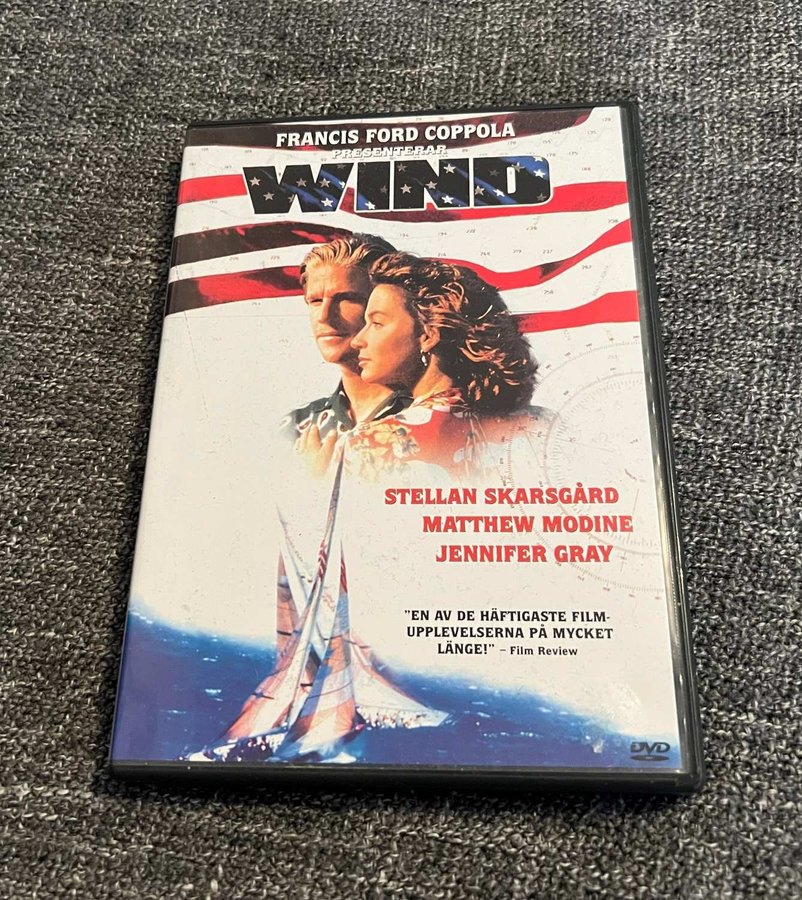 FRANCIS FORD COPPOLA
PRESENTERAR
WIND
STELLAN SKARSGÅRD
MATTHEW MODINE
JENNIFER GRAY
"EN AV DE HÄFTIGASTE FILM-
UPPLEVELSERNA PÅ MYCKET
LÄNGE!" – Film Review
DVD